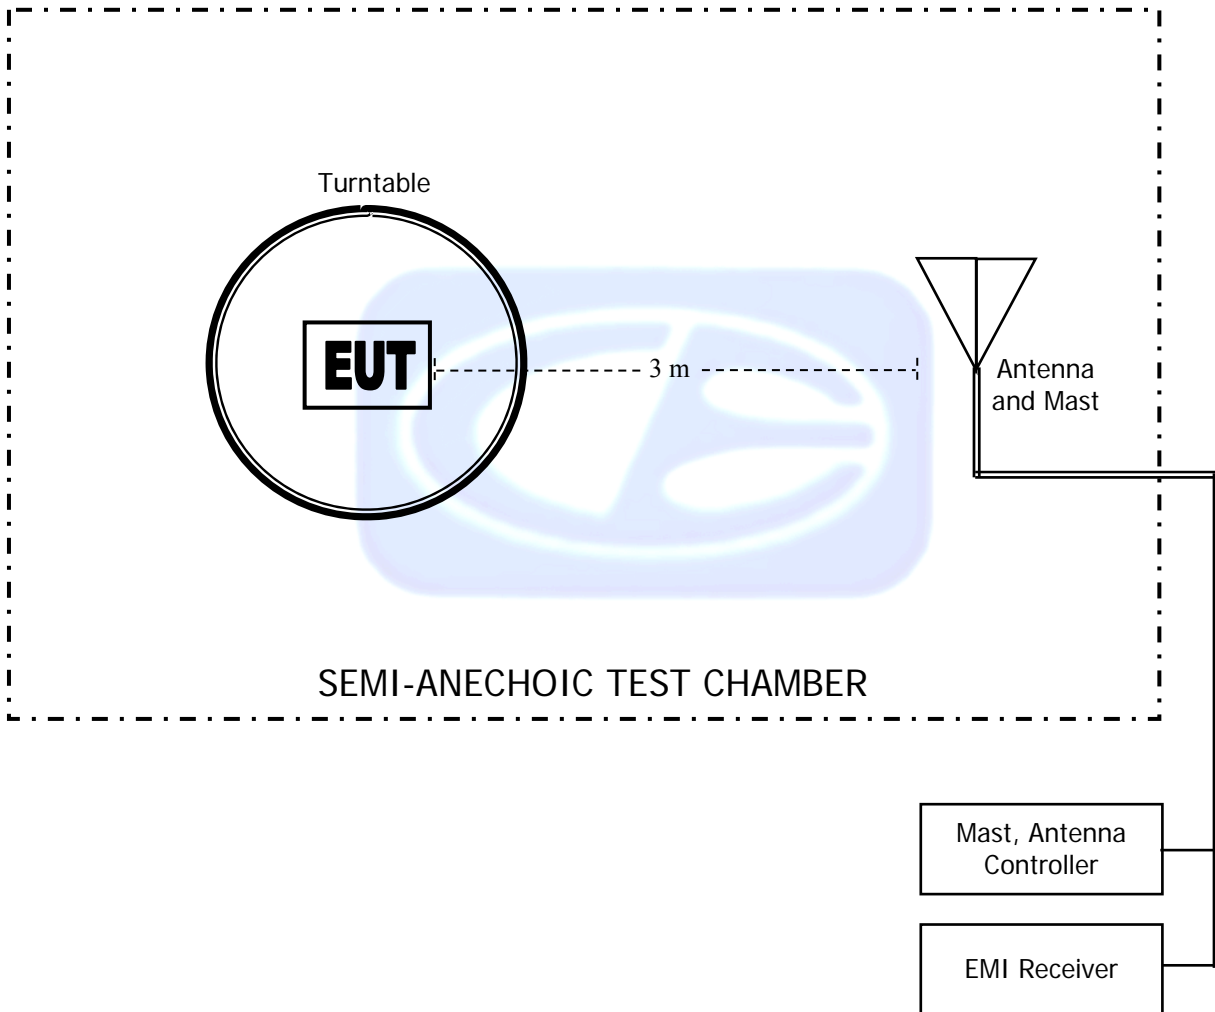 Turntable
EUT
3 m
Antenna
and Mast
SEMI-ANECHOIC TEST CHAMBER
Mast, Antenna
Controller
EMI Receiver